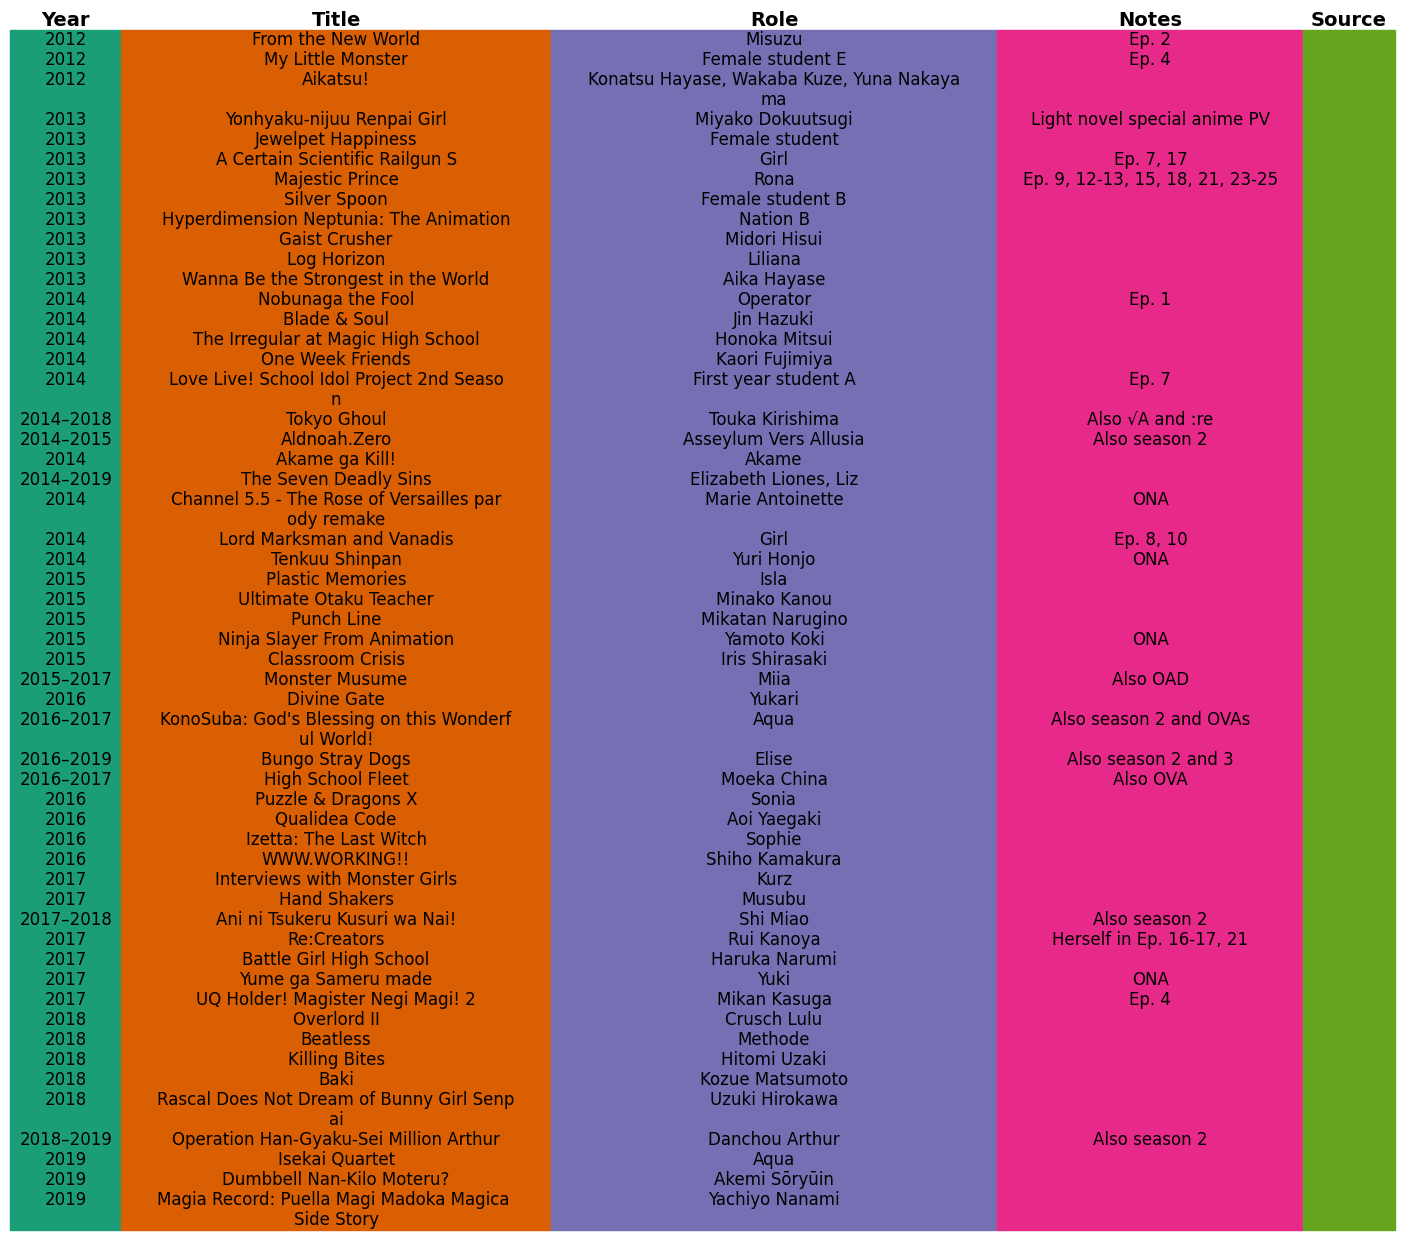 Year Title Role Notes Source
2012 From the New World Misuzu Ep. 2
2012 My Little Monster Female student E Ep. 4
2012 Aikatsu! Konatsu Hayase, Wakaba Kuze, Yuna Nakaya
ma
2013 Yonhyaku-nijuu Renpai Girl Miyako Dokuutsugi Light novel special anime PV
2013 Jewelpet Happiness Female student
2013 A Certain Scientific Railgun S Girl Ep. 7, 17
2013 Majestic Prince Rona Ep. 9, 12-13, 15, 18, 21, 23-25
2013 Silver Spoon Female student B
2013 Hyperdimension Neptunia: The Animation Nation B
2013 Gaist Crusher Midori Hisui
2013 Log Horizon Liliana
2013 Wanna Be the Strongest in the World Aika Hayase
2014 Nobunaga the Fool Operator Ep. 1
2014 Blade & Soul Jin Hazuki
2014 The Irregular at Magic High School Honoka Mitsui
2014 One Week Friends Kaori Fujimiya
2014 Love Live! School Idol Project 2nd Seaso First year student A Ep. 7
n
2014–2018 Tokyo Ghoul Touka Kirishima Also √A and :re
2014–2015 Aldnoah.Zero Asseylum Vers Allusia Also season 2
2014 Akame ga Kill! Akame
2014–2019 The Seven Deadly Sins Elizabeth Liones, Liz
2014 Channel 5.5 - The Rose of Versailles par Marie Antoinette ONA
ody remake
2014 Lord Marksman and Vanadis Girl Ep. 8, 10
2014 Tenkuu Shinpan Yuri Honjo ONA
2015 Plastic Memories Isla
2015 Ultimate Otaku Teacher Minako Kanou
2015 Punch Line Mikatan Narugino
2015 Ninja Slayer From Animation Yamoto Koki ONA
2015 Classroom Crisis Iris Shirasaki
2015–2017 Monster Musume Miia Also OAD
2016 Divine Gate Yukari
2016–2017 KonoSuba: God's Blessing on this Wonderf Aqua Also season 2 and OVAs
ul World!
2016–2019 Bungo Stray Dogs Elise Also season 2 and 3
2016–2017 High School Fleet Moeka China Also OVA
2016 Puzzle & Dragons X Sonia
2016 Qualidea Code Aoi Yaegaki
2016 Izetta: The Last Witch Sophie
2016 WWW.WORKING!! Shiho Kamakura
2017 Interviews with Monster Girls Kurz
2017 Hand Shakers Musubu
2017–2018 Ani ni Tsukeru Kusuri wa Nai! Shi Miao Also season 2
2017 Re:Creators Rui Kanoya Herself in Ep. 16-17, 21
2017 Battle Girl High School Haruka Narumi
2017 Yume ga Sameru made Yuki ONA
2017 UQ Holder! Magister Negi Magi! 2 Mikan Kasuga Ep. 4
2018 Overlord II Crusch Lulu
2018 Beatless Methode
2018 Killing Bites Hitomi Uzaki
2018 Baki Kozue Matsumoto
2018 Rascal Does Not Dream of Bunny Girl Senp Uzuki Hirokawa
ai
2018–2019 Operation Han-Gyaku-Sei Million Arthur Danchou Arthur Also season 2
2019 Isekai Quartet Aqua
2019 Dumbbell Nan-Kilo Moteru? Akemi Sōryūin
2019 Magia Record: Puella Magi Madoka Magica Yachiyo Nanami
Side Story